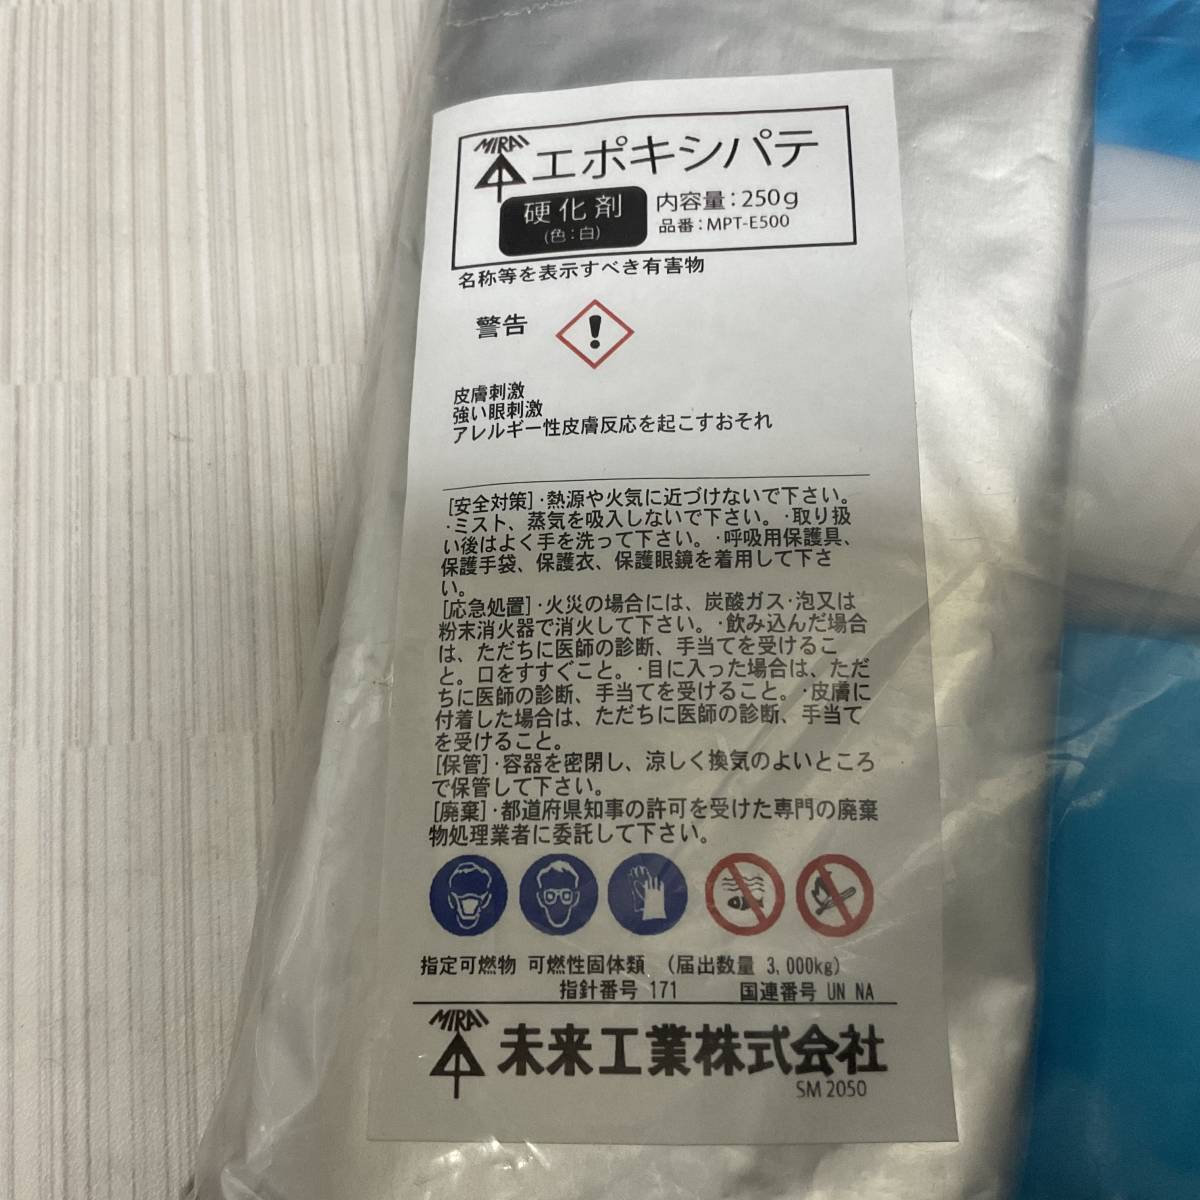 MIRAI
エポキシパテ
硬化剤
(色:白)
内容量:250g
品番:MPT-E500
名称等を表示すべき有害物
警告
皮膚刺激
強い眼刺激
アレルギー性皮膚反応を起こすおそれ
[安全対策]・熱源や火気に近づけないで下さい。
・ミスト、蒸気を吸入しないで下さい。・取り扱
い後はよく手を洗って下さい。・呼吸用保護具、
保護手袋、保護衣、保護眼鏡を着用して下さ
い。
[応急処置]・火災の場合には、炭酸ガス・泡又は
粉末消火器で消火して下さい。・飲み込んだ場合
は、ただちに医師の診断、手当てを受けるこ
と。口をすすぐこと。・目に入った場合は、ただ
ちに医師の診断、手当てを受けること。・皮膚に
付着した場合は、ただちに医師の診断、手当て
を受けること。
[保管]・容器を密閉し、涼しく換気のよいところ
で保管して下さい。
[廃棄]・都道府県知事の許可を受けた専門の廃棄
物処理業者に委託して下さい。
指定可燃物 可燃性固体類 (届出数量 3,000kg)
指針番号 171 国連番号 UN NA
MIRAI
未来工業株式会社
SM 2050